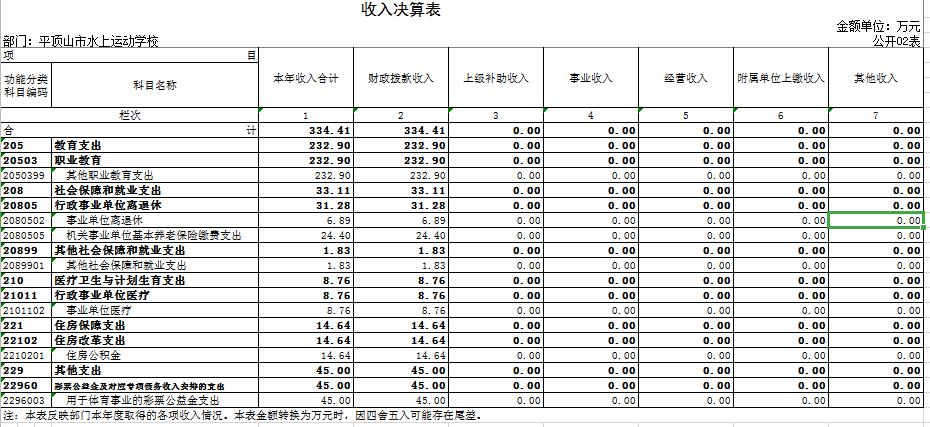 收入决算表
金额单位：万元
部门：平顶山市水上运动学校 公开02表
项 目 本年收入合计 财政拨款收入 上级补助收入 事业收入 经营收入 附属单位上缴收入 其他收入
功能分类科目编码 科目名称
栏次 1 2 3 4 5 6 7
合 计 334.41 334.41 0.00 0.00 0.00 0.00 0.00
205 教育支出 232.90 232.90 0.00 0.00 0.00 0.00 0.00
20503 职业教育 232.90 232.90 0.00 0.00 0.00 0.00 0.00
2050399 其他职业教育支出 232.90 232.90 0.00 0.00 0.00 0.00 0.00
208 社会保障和就业支出 33.11 33.11 0.00 0.00 0.00 0.00 0.00
20805 行政事业单位离退休 31.28 31.28 0.00 0.00 0.00 0.00 0.00
2080502 事业单位离退休 6.89 6.89 0.00 0.00 0.00 0.00 0.00
2080505 机关事业单位基本养老保险缴费支出 24.40 24.40 0.00 0.00 0.00 0.00 0.00
20899 其他社会保障和就业支出 1.83 1.83 0.00 0.00 0.00 0.00 0.00
2089901 其他社会保障和就业支出 1.83 1.83 0.00 0.00 0.00 0.00 0.00
210 医疗卫生与计划生育支出 8.76 8.76 0.00 0.00 0.00 0.00 0.00
21011 行政事业单位医疗 8.76 8.76 0.00 0.00 0.00 0.00 0.00
2101102 事业单位医疗 8.76 8.76 0.00 0.00 0.00 0.00 0.00
221 住房保障支出 14.64 14.64 0.00 0.00 0.00 0.00 0.00
22102 住房改革支出 14.64 14.64 0.00 0.00 0.00 0.00 0.00
2210201 住房公积金 14.64 14.64 0.00 0.00 0.00 0.00 0.00
229 其他支出 45.00 45.00 0.00 0.00 0.00 0.00 0.00
22960 彩票公益金及对应专项债务收入安排的支出 45.00 45.00 0.00 0.00 0.00 0.00 0.00
2296003 用于体育事业的彩票公益金支出 45.00 45.00 0.00 0.00 0.00 0.00 0.00
注：本表反映部门本年度取得的各项收入情况。本表金额转换为万元时，因四舍五入可能存在尾差。